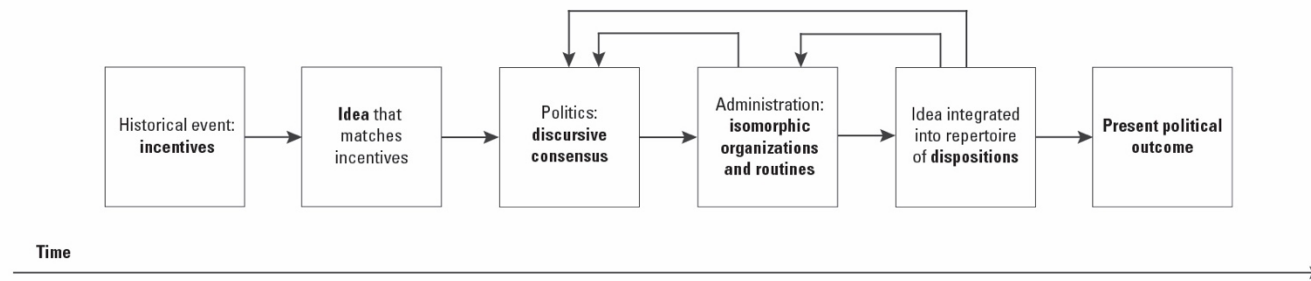 Historical event:
incentives
Idea that
matches
incentives
Politics:
discursive
consensus
Administration:
isomorphic
organizations
and routines
Idea integrated
into repertoire
of dispositions
Present political
outcome
Time